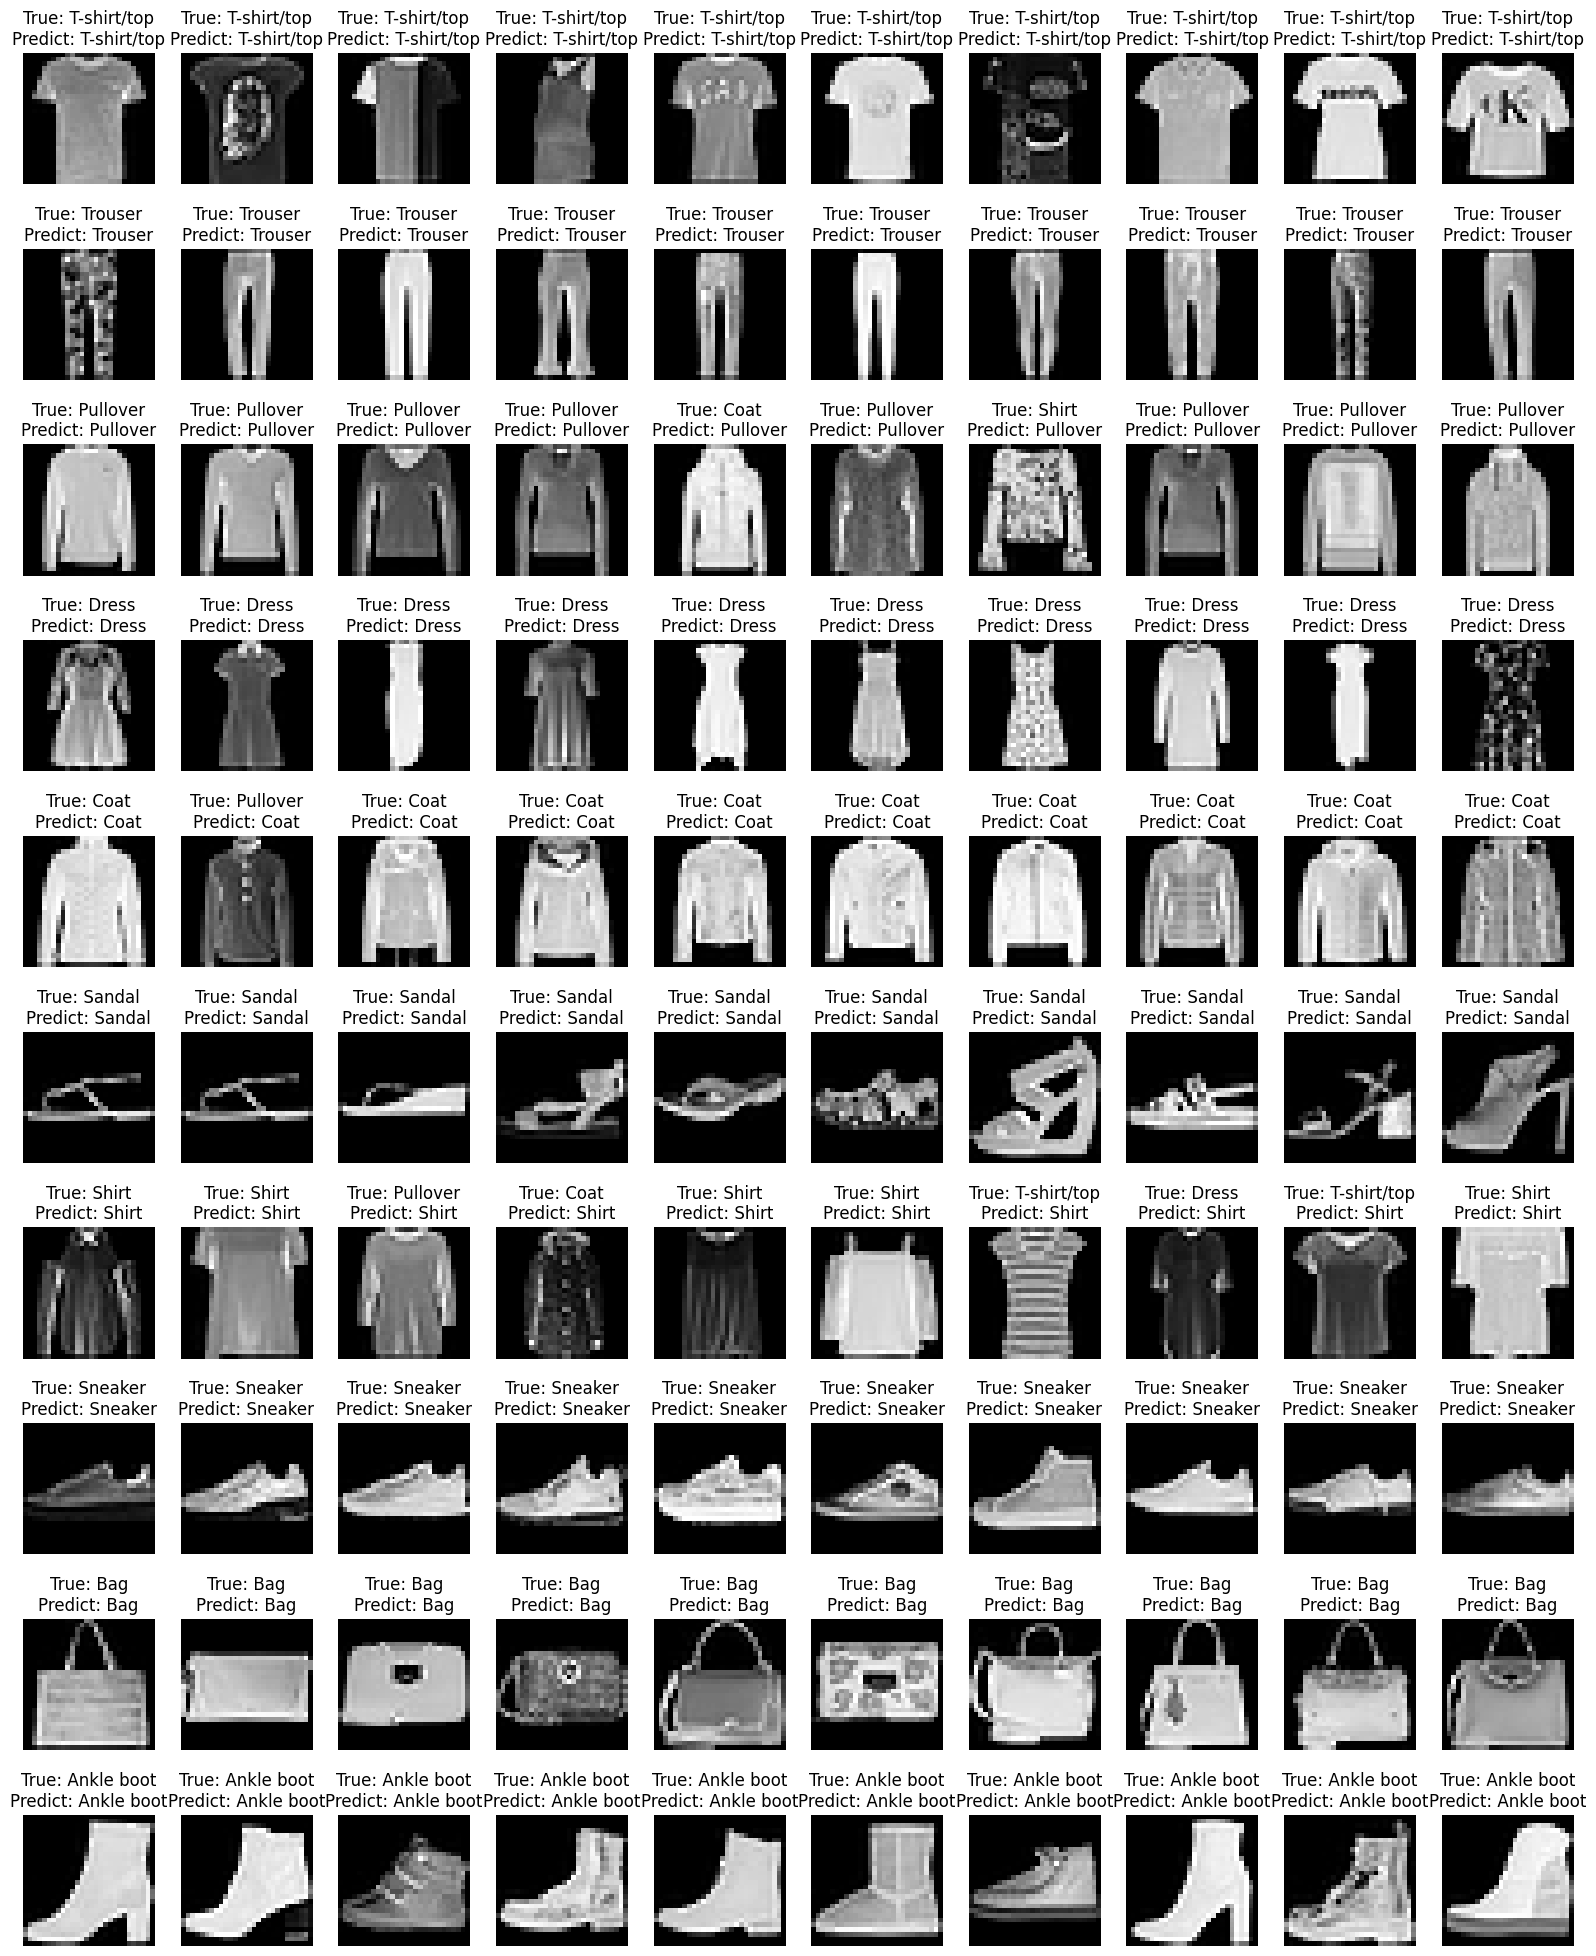 True: T-shirt/top True: T-shirt/top True: T-shirt/top True: T-shirt/top True: T-shirt/top True: T-shirt/top True: T-shirt/top True: T-shirt/top True: T-shirt/top True: T-shirt/top
Predict: T-shirt/top Predict: T-shirt/top Predict: T-shirt/top Predict: T-shirt/top Predict: T-shirt/top Predict: T-shirt/top Predict: T-shirt/top Predict: T-shirt/top Predict: T-shirt/top Predict: T-shirt/top
K
True: Trouser True: Trouser True: Trouser True: Trouser True: Trouser True: Trouser True: Trouser True: Trouser True: Trouser True: Trouser
Predict: Trouser Predict: Trouser Predict: Trouser Predict: Trouser Predict: Trouser Predict: Trouser Predict: Trouser Predict: Trouser Predict: Trouser Predict: Trouser
True: Pullover True: Pullover True: Pullover True: Pullover True: Coat True: Pullover True: Shirt True: Pullover True: Pullover True: Pullover
Predict: Pullover Predict: Pullover Predict: Pullover Predict: Pullover Predict: Pullover Predict: Pullover Predict: Pullover Predict: Pullover Predict: Pullover Predict: Pullover
True: Dress True: Dress True: Dress True: Dress True: Dress True: Dress True: Dress True: Dress True: Dress True: Dress
Predict: Dress Predict: Dress Predict: Dress Predict: Dress Predict: Dress Predict: Dress Predict: Dress Predict: Dress Predict: Dress Predict: Dress
True: Coat True: Pullover True: Coat True: Coat True: Coat True: Coat True: Coat True: Coat True: Coat True: Coat
Predict: Coat Predict: Coat Predict: Coat Predict: Coat Predict: Coat Predict: Coat Predict: Coat Predict: Coat Predict: Coat Predict: Coat
True: Sandal True: Sandal True: Sandal True: Sandal True: Sandal True: Sandal True: Sandal True: Sandal True: Sandal True: Sandal
Predict: Sandal Predict: Sandal Predict: Sandal Predict: Sandal Predict: Sandal Predict: Sandal Predict: Sandal Predict: Sandal Predict: Sandal Predict: Sandal
True: Shirt True: Shirt True: Pullover True: Coat True: Shirt True: Shirt True: T-shirt/top True: Dress True: T-shirt/top True: Shirt
Predict: Shirt Predict: Shirt Predict: Shirt Predict: Shirt Predict: Shirt Predict: Shirt Predict: Shirt Predict: Shirt Predict: Shirt Predict: Shirt
True: Sneaker True: Sneaker True: Sneaker True: Sneaker True: Sneaker True: Sneaker True: Sneaker True: Sneaker True: Sneaker True: Sneaker
Predict: Sneaker Predict: Sneaker Predict: Sneaker Predict: Sneaker Predict: Sneaker Predict: Sneaker Predict: Sneaker Predict: Sneaker Predict: Sneaker Predict: Sneaker
True: Bag True: Bag True: Bag True: Bag True: Bag True: Bag True: Bag True: Bag True: Bag True: Bag
Predict: Bag Predict: Bag Predict: Bag Predict: Bag Predict: Bag Predict: Bag Predict: Bag Predict: Bag Predict: Bag Predict: Bag
True: Ankle boot True: Ankle boot True: Ankle boot True: Ankle boot True: Ankle boot True: Ankle boot True: Ankle boot True: Ankle boot True: Ankle boot True: Ankle boot
Predict: Ankle boot Predict: Ankle boot Predict: Ankle boot Predict: Ankle boot Predict: Ankle boot Predict: Ankle boot Predict: Ankle boot Predict: Ankle boot Predict: Ankle boot Predict: Ankle boot